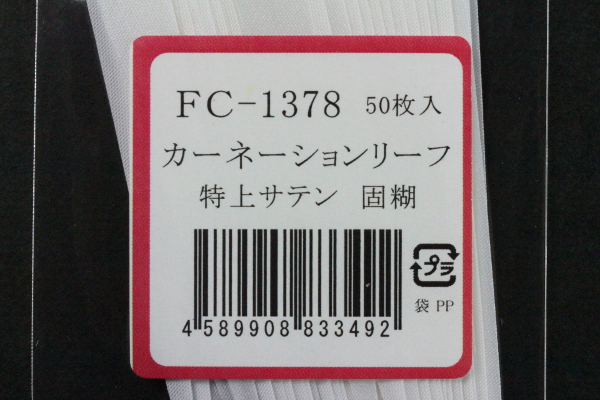 FC-1378 50枚入
カーネーションリーフ
特上サテン 固糊
プラ
袋 PP
4589908833492